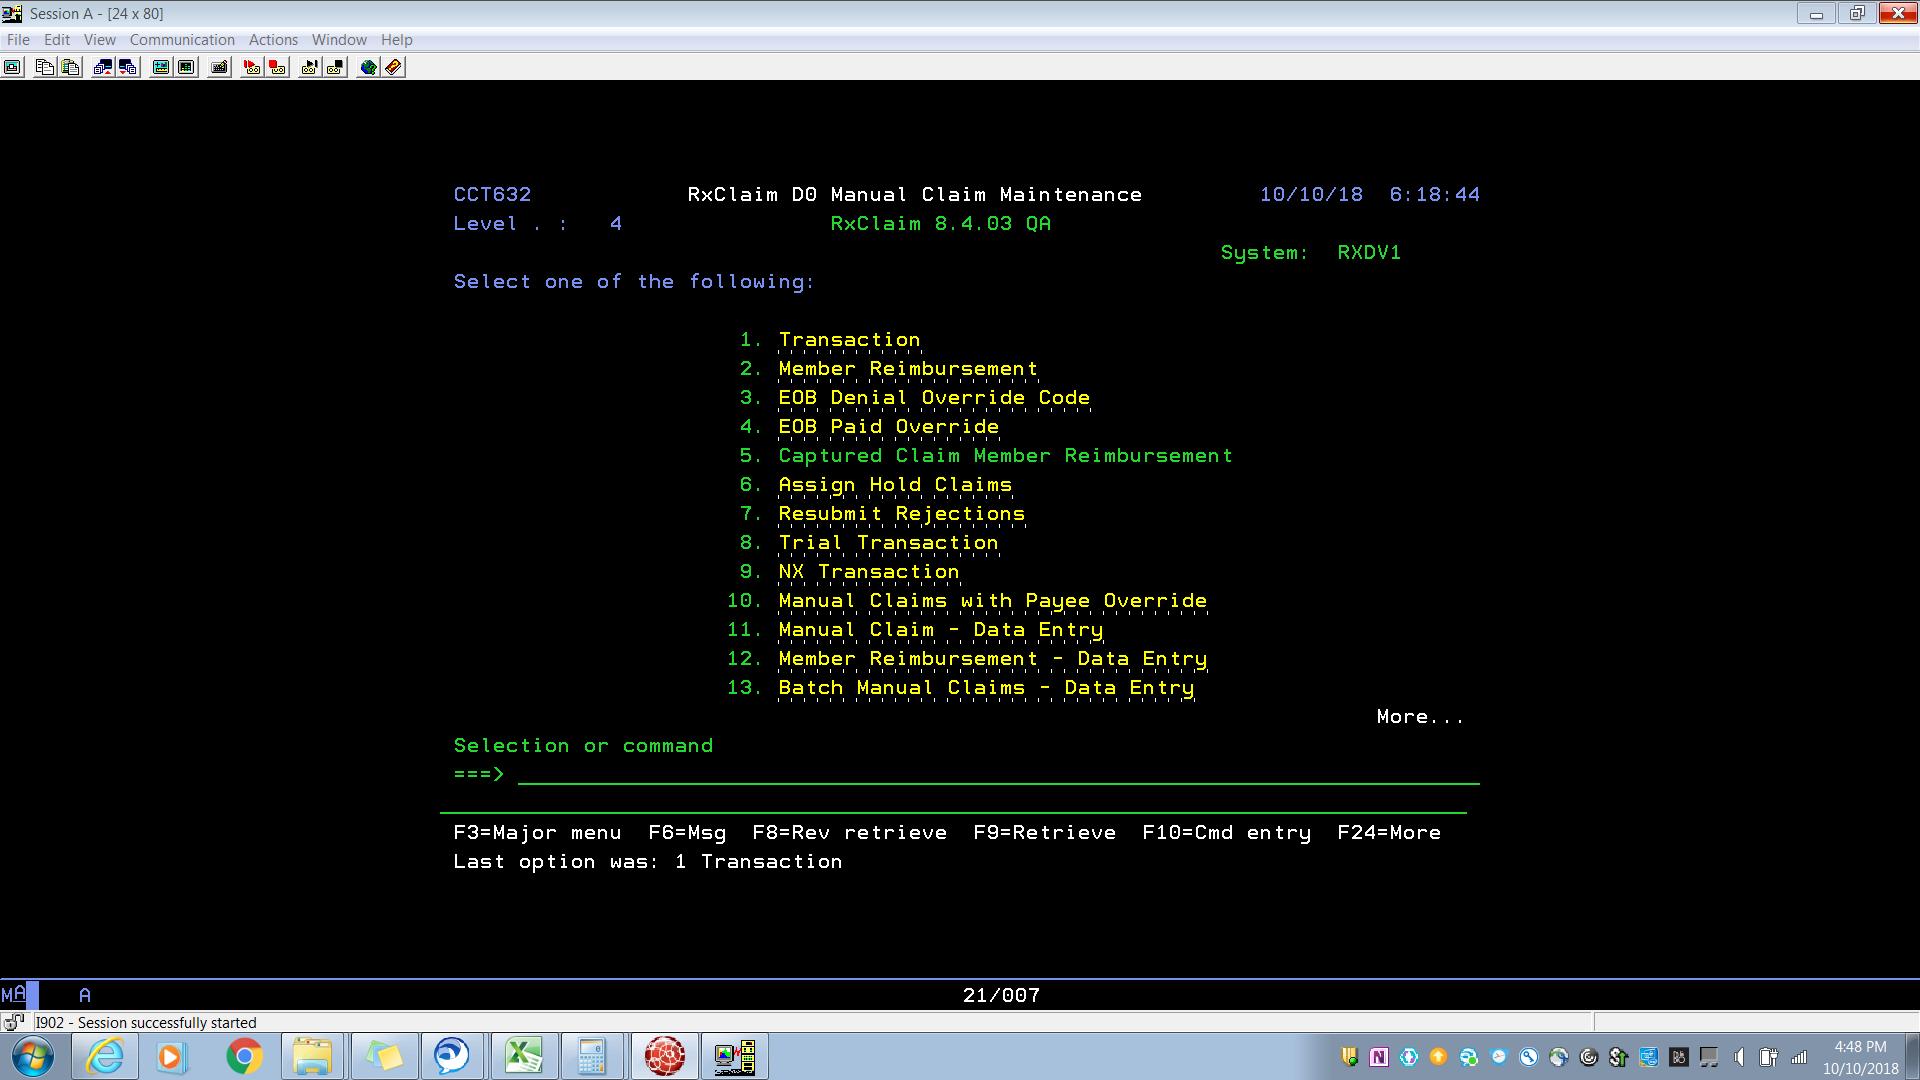 Session A - [24 x 80]
File Edit View Communication Actions Window Help
CCT632 RxClaim D0 Manual Claim Maintenance 10/10/18 6:18:44
Level . : 4 RxClaim 8.4.03 QA
System: RXDV1
Select one of the following:
1. Transaction
2. Member Reimbursement
3. EOB Denial Override Code
4. EOB Paid Override
5. Captured Claim Member Reimbursement
6. Assign Hold Claims
7. Resubmit Rejections
8. Trial Transaction
9. NX Transaction
10. Manual Claims with Payee Override
11. Manual Claim - Data Entry
12. Member Reimbursement - Data Entry
13. Batch Manual Claims - Data Entry
More...
Selection or command
===>
F3=Major menu F6=Msg F8=Rev retrieve F9=Retrieve F10=Cmd entry F24=More
Last option was: 1 Transaction
MA A 21/007
I902 - Session successfully started
4:48 PM
10/10/2018